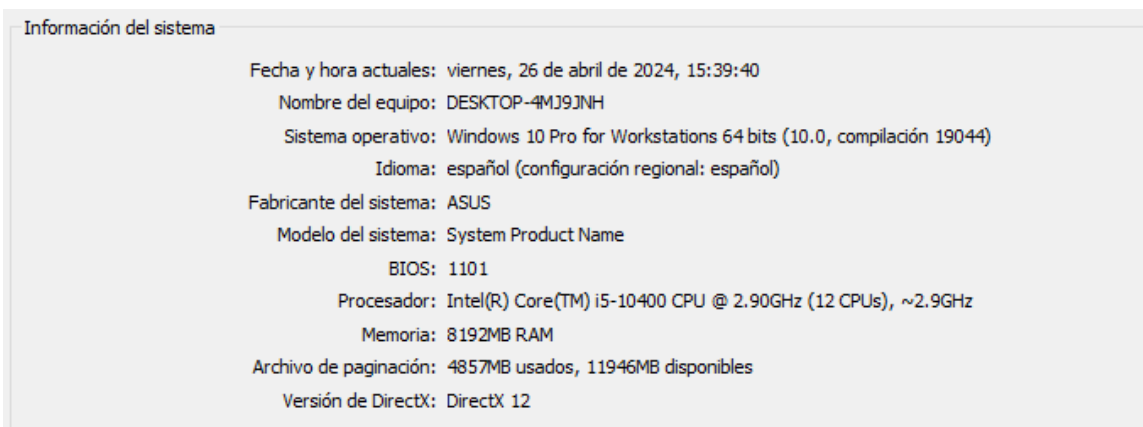 Información del sistema
Fecha y hora actuales: viernes, 26 de abril de 2024, 15:39:40
Nombre del equipo: DESKTOP-4MJ9JNH
Sistema operativo: Windows 10 Pro for Workstations 64 bits (10.0, compilación 19044)
Idioma: español (configuración regional: español)
Fabricante del sistema: ASUS
Modelo del sistema: System Product Name
BIOS: 1101
Procesador: Intel(R) Core(TM) i5-10400 CPU @ 2.90GHz (12 CPUs), ~2.9GHz
Memoria: 8192MB RAM
Archivo de paginación: 4857MB usados, 11946MB disponibles
Versión de DirectX: DirectX 12